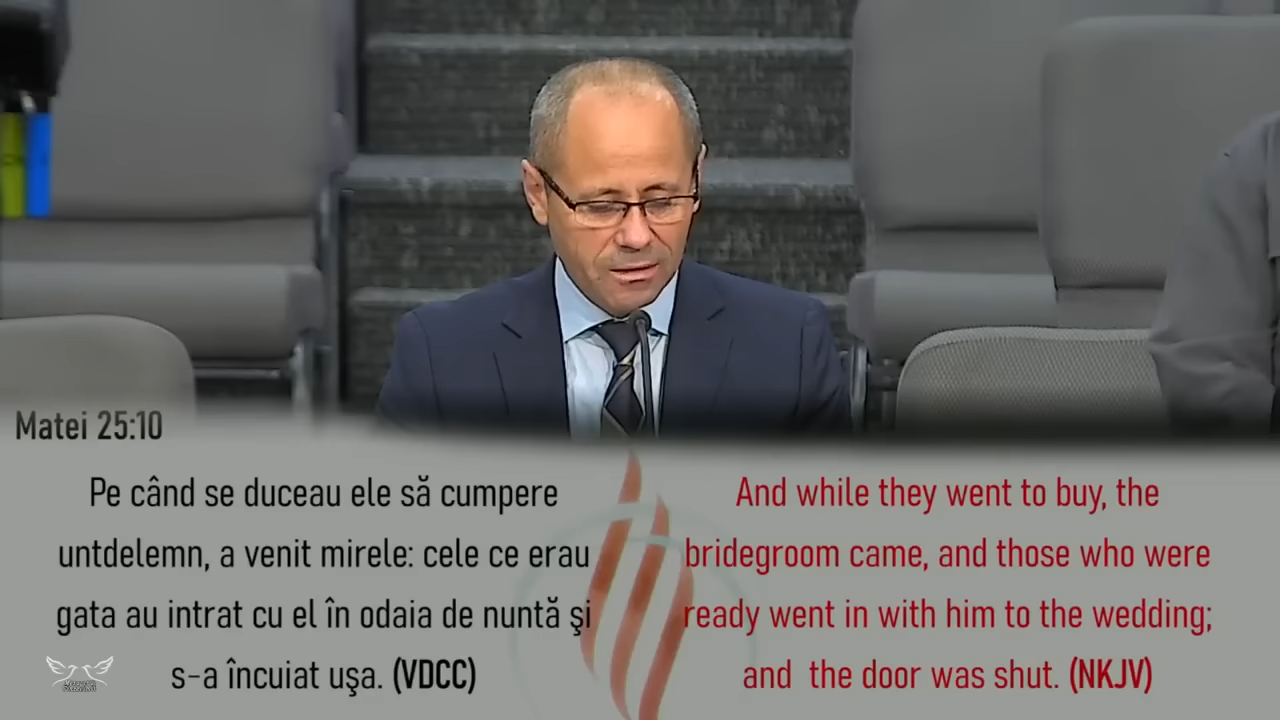 Matei 25:10
Pe când se duceau ele să cumpere
untdelemn, a venit mirele: cele ce erau
gata au intrat cu el în odaia de nuntă şi
s-a încuiat uşa. (VDCC)
And while they went to buy, the
bridegroom came, and those who were
ready went in with him to the wedding;
and the door was shut. (NKJV)